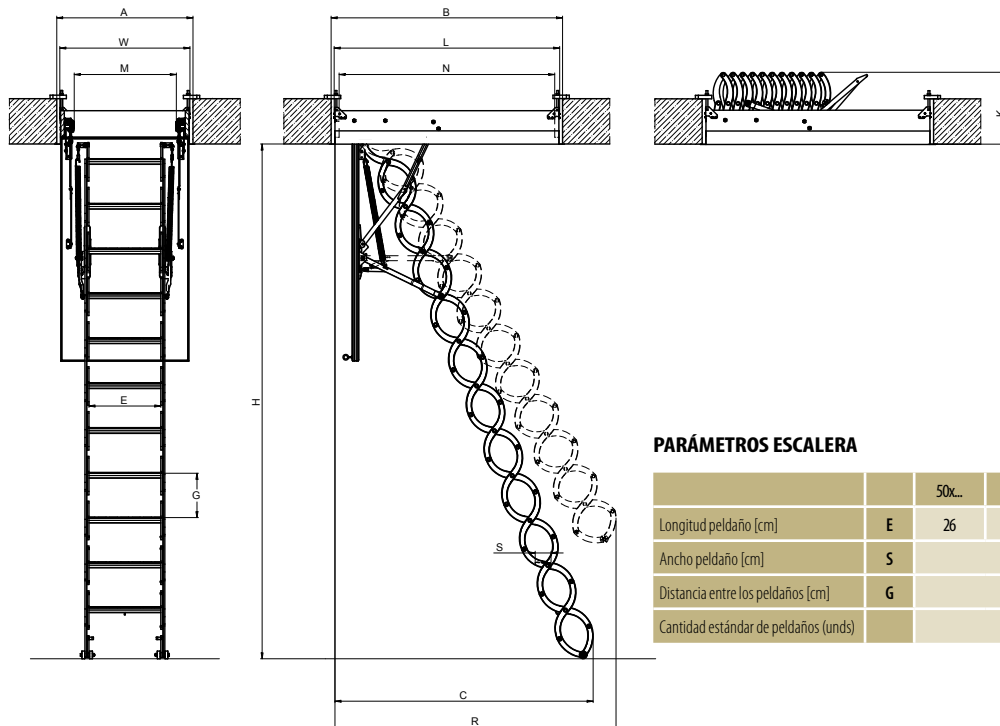 A
W
M
B
L
N
K
E
G
H
S
C
R
PARÁMETROS ESCALERA
50x...
Longitud peldaño [cm] E 26
Ancho peldaño [cm] S
Distancia entre los peldaños [cm] G
Cantidad estándar de peldaños (unds)